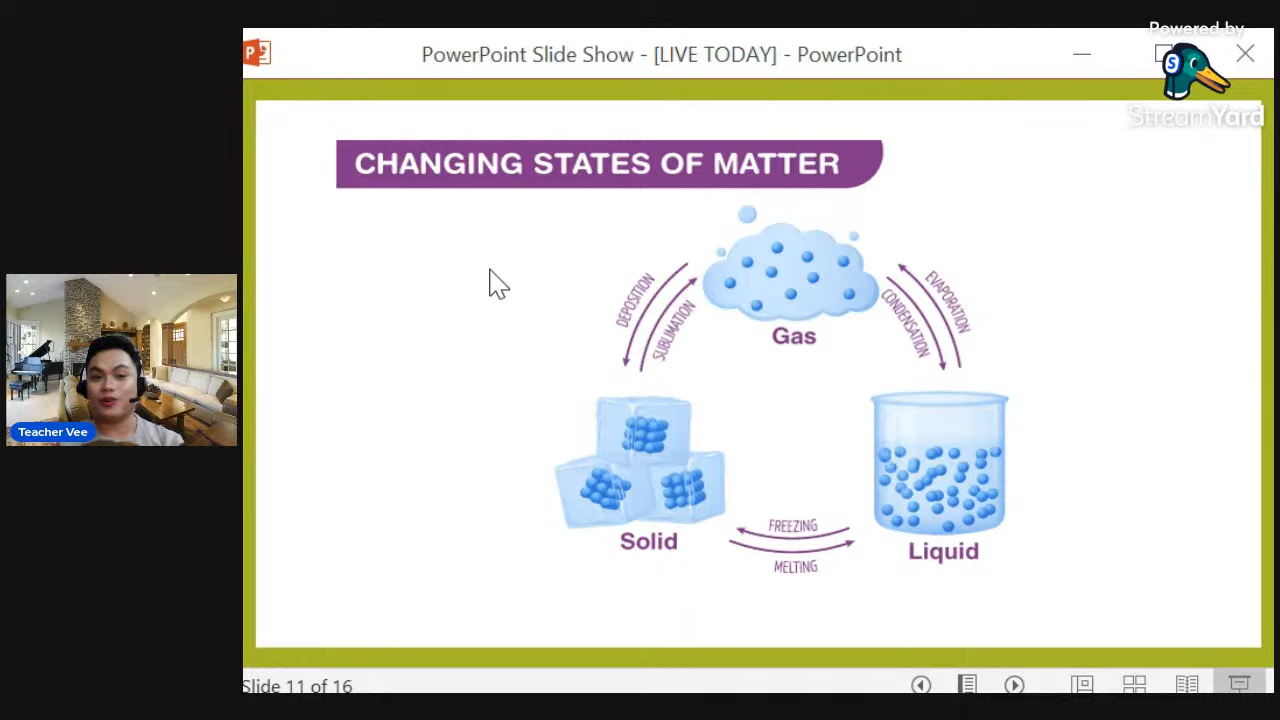 Powered by
PowerPoint Slide Show - [LIVE TODAY] - PowerPoint
StreamYard
CHANGING STATES OF MATTER
DEPOSITION
SUBLIMATION
Gas
CONDENSATION
EVAPORATION
Teacher Vee
Solid
FREEZING
MELTING
Liquid
Slide 11 of 16